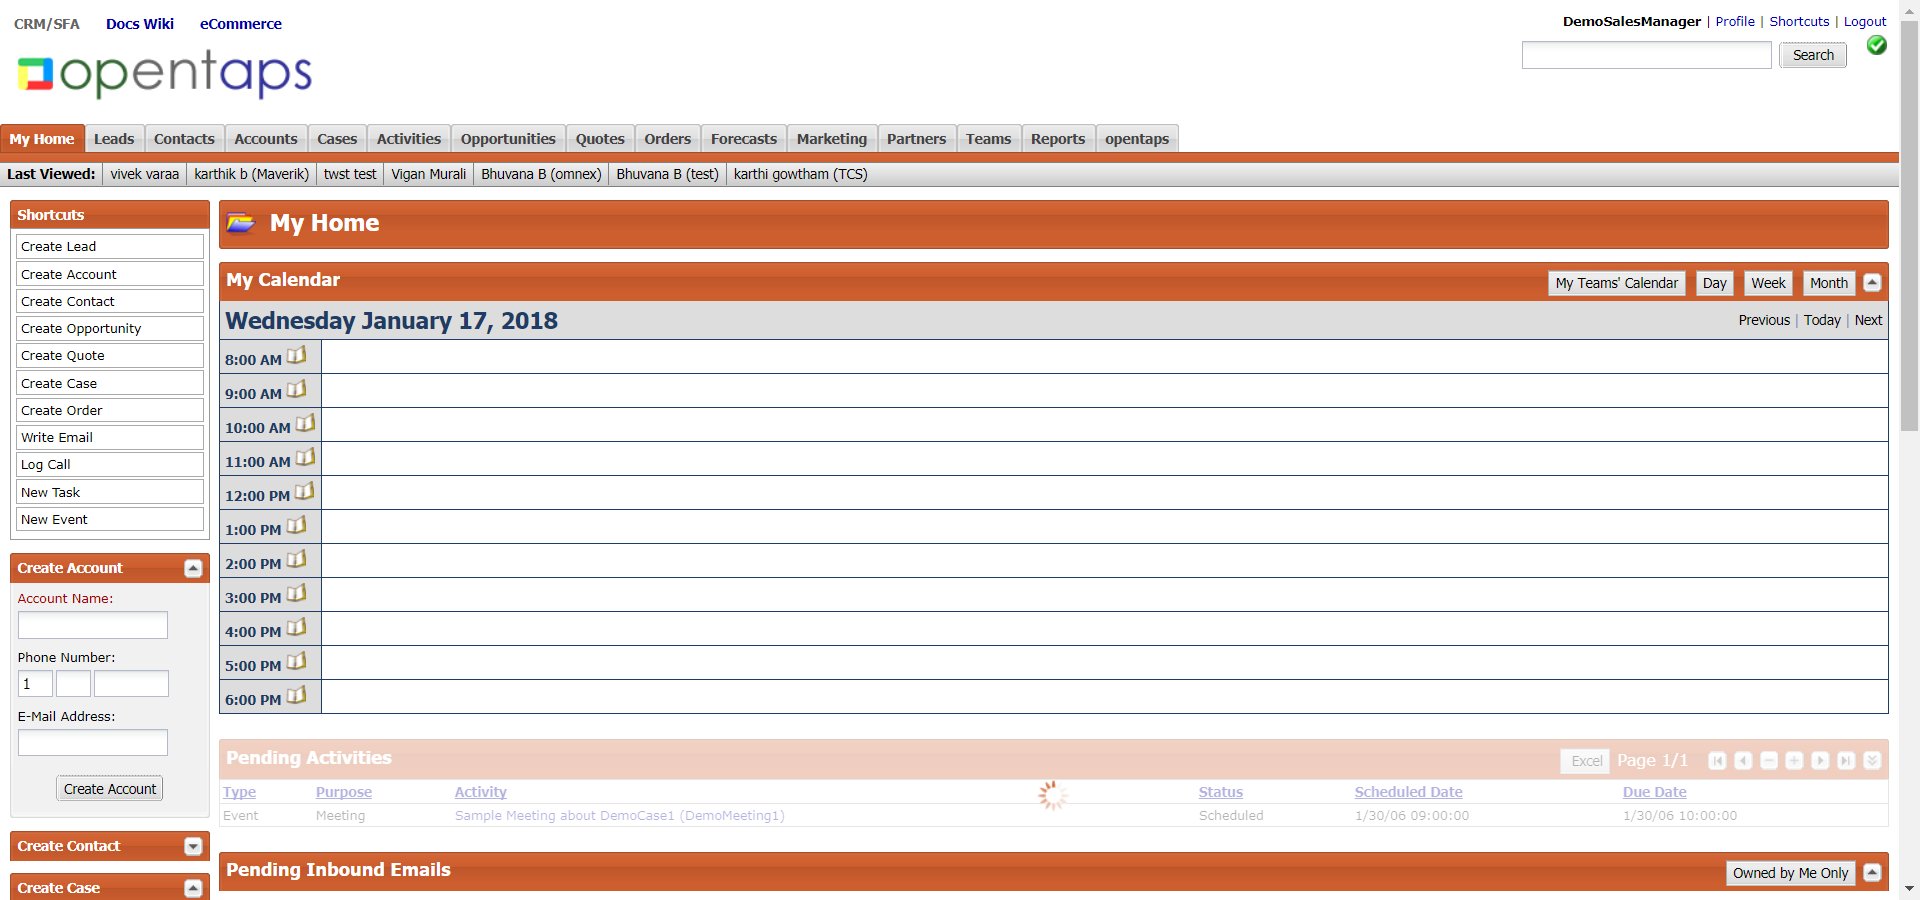 CRM/SFA Docs Wiki eCommerce
DemoSalesManager | Profile | Shortcuts | Logout
Search
opentaps
My Home Leads Contacts Accounts Cases Activities Opportunities Quotes Orders Forecasts Marketing Partners Teams Reports opentaps
Last Viewed: vivek varaa karthik b (Maverik) twst test Vigan Murali Bhuvana B (omnex) Bhuvana B (test) karthi gowtham (TCS)
Shortcuts
Create Lead
Create Account
Create Contact
Create Opportunity
Create Quote
Create Case
Create Order
Write Email
Log Call
New Task
New Event
Create Account
Account Name:
Phone Number:
1
E-Mail Address:
Create Account
Create Contact
Create Case
My Home
My Calendar My Teams' Calendar Day Week Month
Wednesday January 17, 2018 Previous | Today | Next
8:00 AM
9:00 AM
10:00 AM
11:00 AM
12:00 PM
1:00 PM
2:00 PM
3:00 PM
4:00 PM
5:00 PM
6:00 PM
Pending Activities Excel Page 1/1
Type Purpose Activity Status Scheduled Date Due Date
Event Meeting Sample Meeting about DemoCase1 (DemoMeeting1) Scheduled 1/30/06 09:00:00 1/30/06 10:00:00
Pending Inbound Emails Owned by Me Only